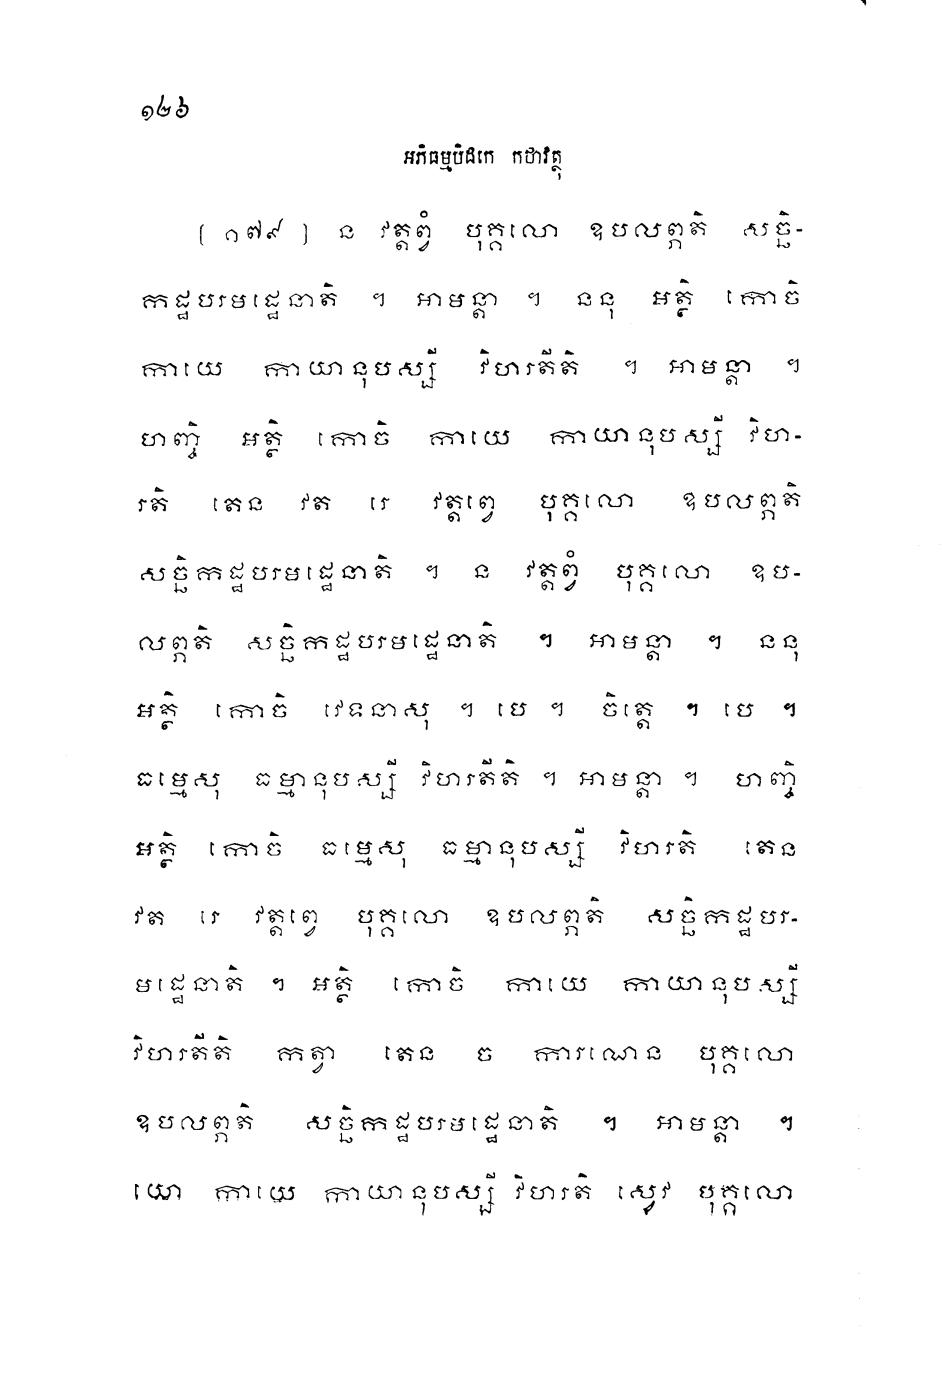 ១២៦
អភិធម្មបិដកេ កថាវត្ថុ
[ ១៧៩ ] ន វត្តព្វំ បុគ្គលោ ឧបលព្ភតិ សច្ឆិ-
កដ្ឋបរមដ្ឋេនាតិ ។ អាមន្តា ។ ននុ អត្ថិ កោចិ
កាយេ កាយានុបស្សី វិហរតីតិ ។ អាមន្តា ។
ហញ្ចិ អត្ថិ កោចិ កាយេ កាយានុបស្សី វិហ-
រតិ តេន វត រេ វត្តព្វេ បុគ្គលោ ឧបលព្ភតិ
សច្ឆិកដ្ឋបរមដ្ឋេនាតិ ។ ន វត្តព្វំ បុគ្គលោ ឧប-
លព្ភតិ សច្ឆិកដ្ឋបរមដ្ឋេនាតិ ។ អាមន្តា ។ ននុ
អត្ថិ កោចិ វេទនាសុ ។ បេ ។ ចិត្តេ ។ បេ ។
ធម្មេសុ ធម្មានុបស្សី វិហរតីតិ ។ អាមន្តា ។ ហញ្ចិ
អត្ថិ កោចិ ធម្មេសុ ធម្មានុបស្សី វិហរតិ តេន
វត រេ វត្តព្វេ បុគ្គលោ ឧបលព្ភតិ សច្ឆិកដ្ឋបរ-
មដ្ឋេនាតិ ។ អត្ថិ កោចិ កាយេ កាយានុបស្សី
វិហរតីតិ កត្វា តេន ច ការណេន បុគ្គលោ
ឧបលព្ភតិ សច្ឆិកដ្ឋបរមដ្ឋេនាតិ ។ អាមន្តា ។
យោ កាយេ កាយានុបស្សី វិហរតិ ស្វេវ បុគ្គលោ